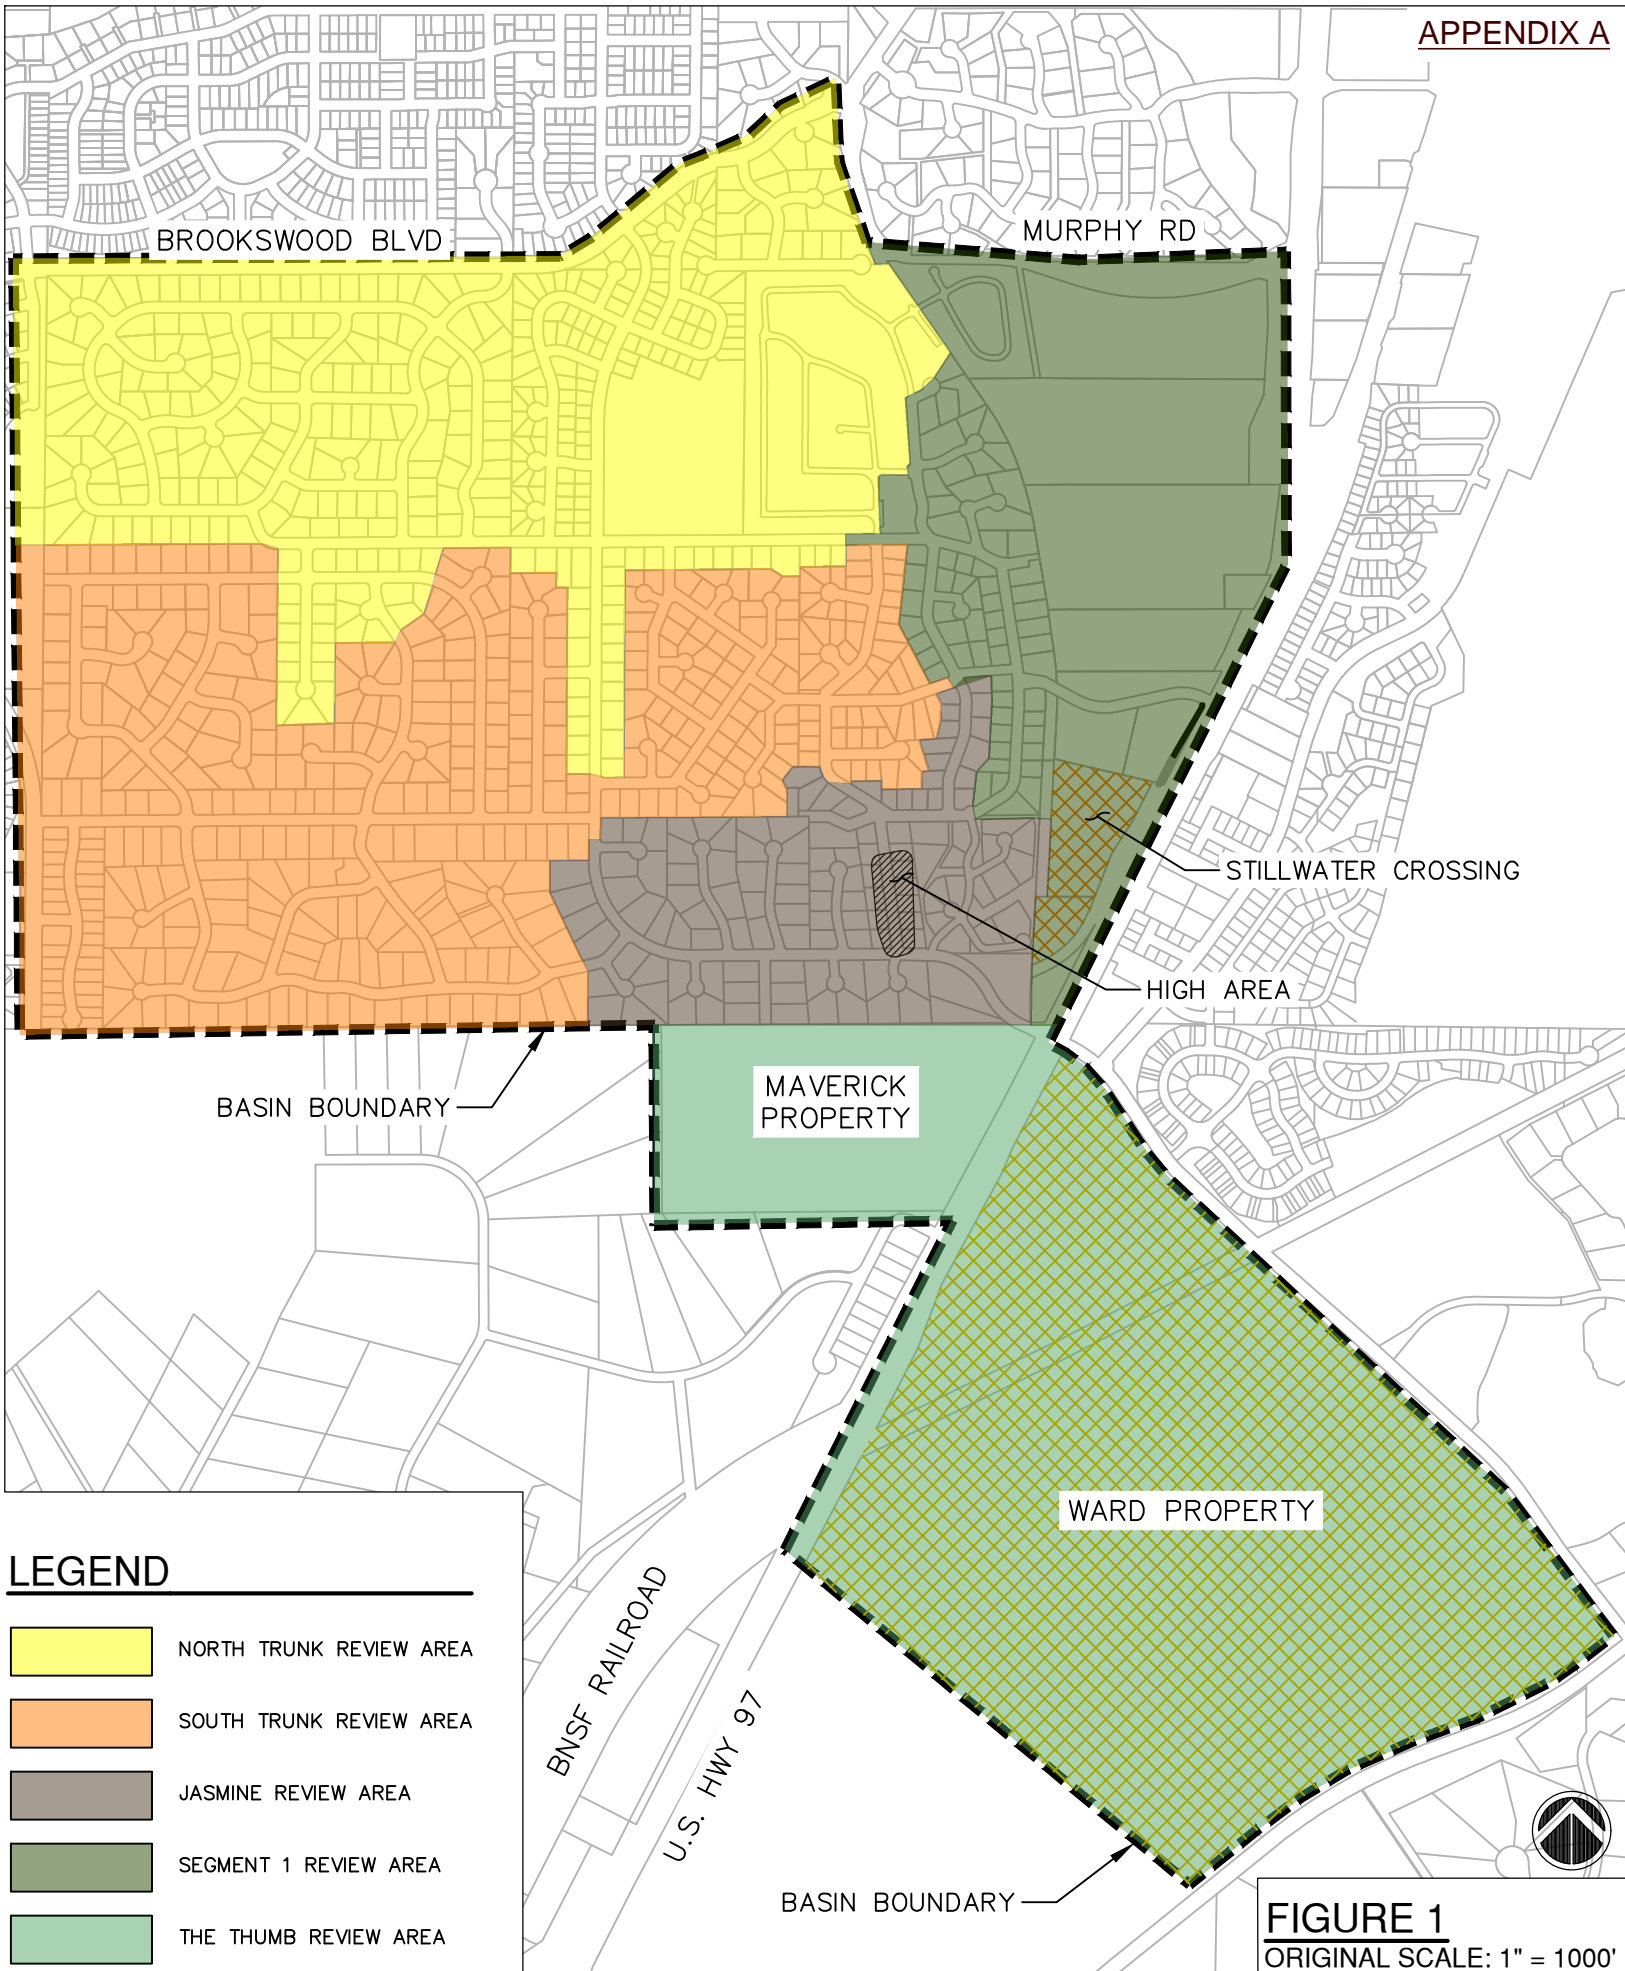 APPENDIX A
BROOKSWOOD BLVD
MURPHY RD
STILLWATER CROSSING
HIGH AREA
BASIN BOUNDARY
MAVERICK
PROPERTY
WARD PROPERTY
BNSF RAILROAD
U.S. HWY 97
BASIN BOUNDARY
LEGEND
NORTH TRUNK REVIEW AREA
SOUTH TRUNK REVIEW AREA
JASMINE REVIEW AREA
SEGMENT 1 REVIEW AREA
THE THUMB REVIEW AREA
FIGURE 1
ORIGINAL SCALE: 1" = 1000'